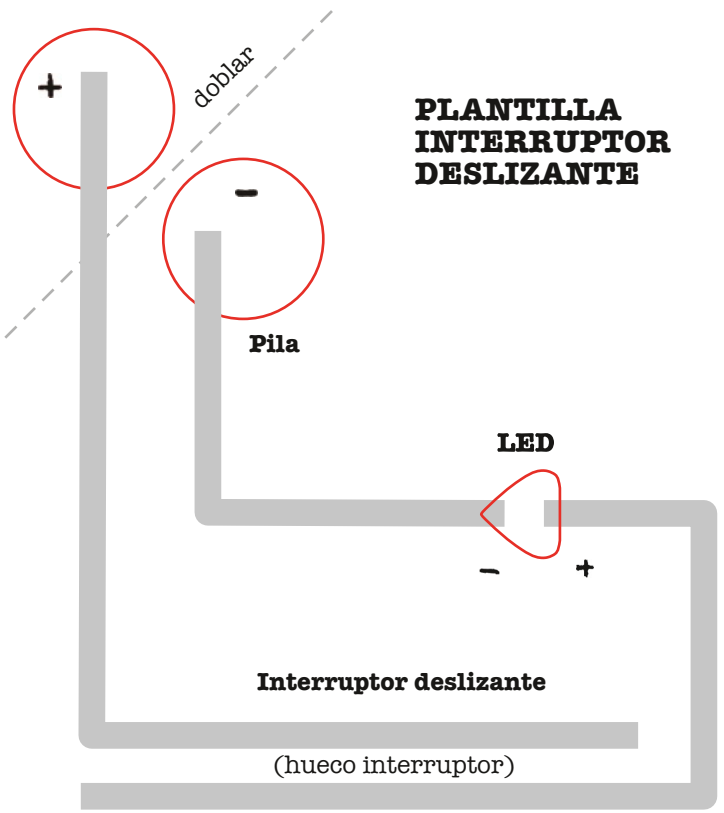 +
doblar
PLANTILLA
INTERRUPTOR
DESLIZANTE
-
Pila
LED
- +
Interruptor deslizante
(hueco interruptor)